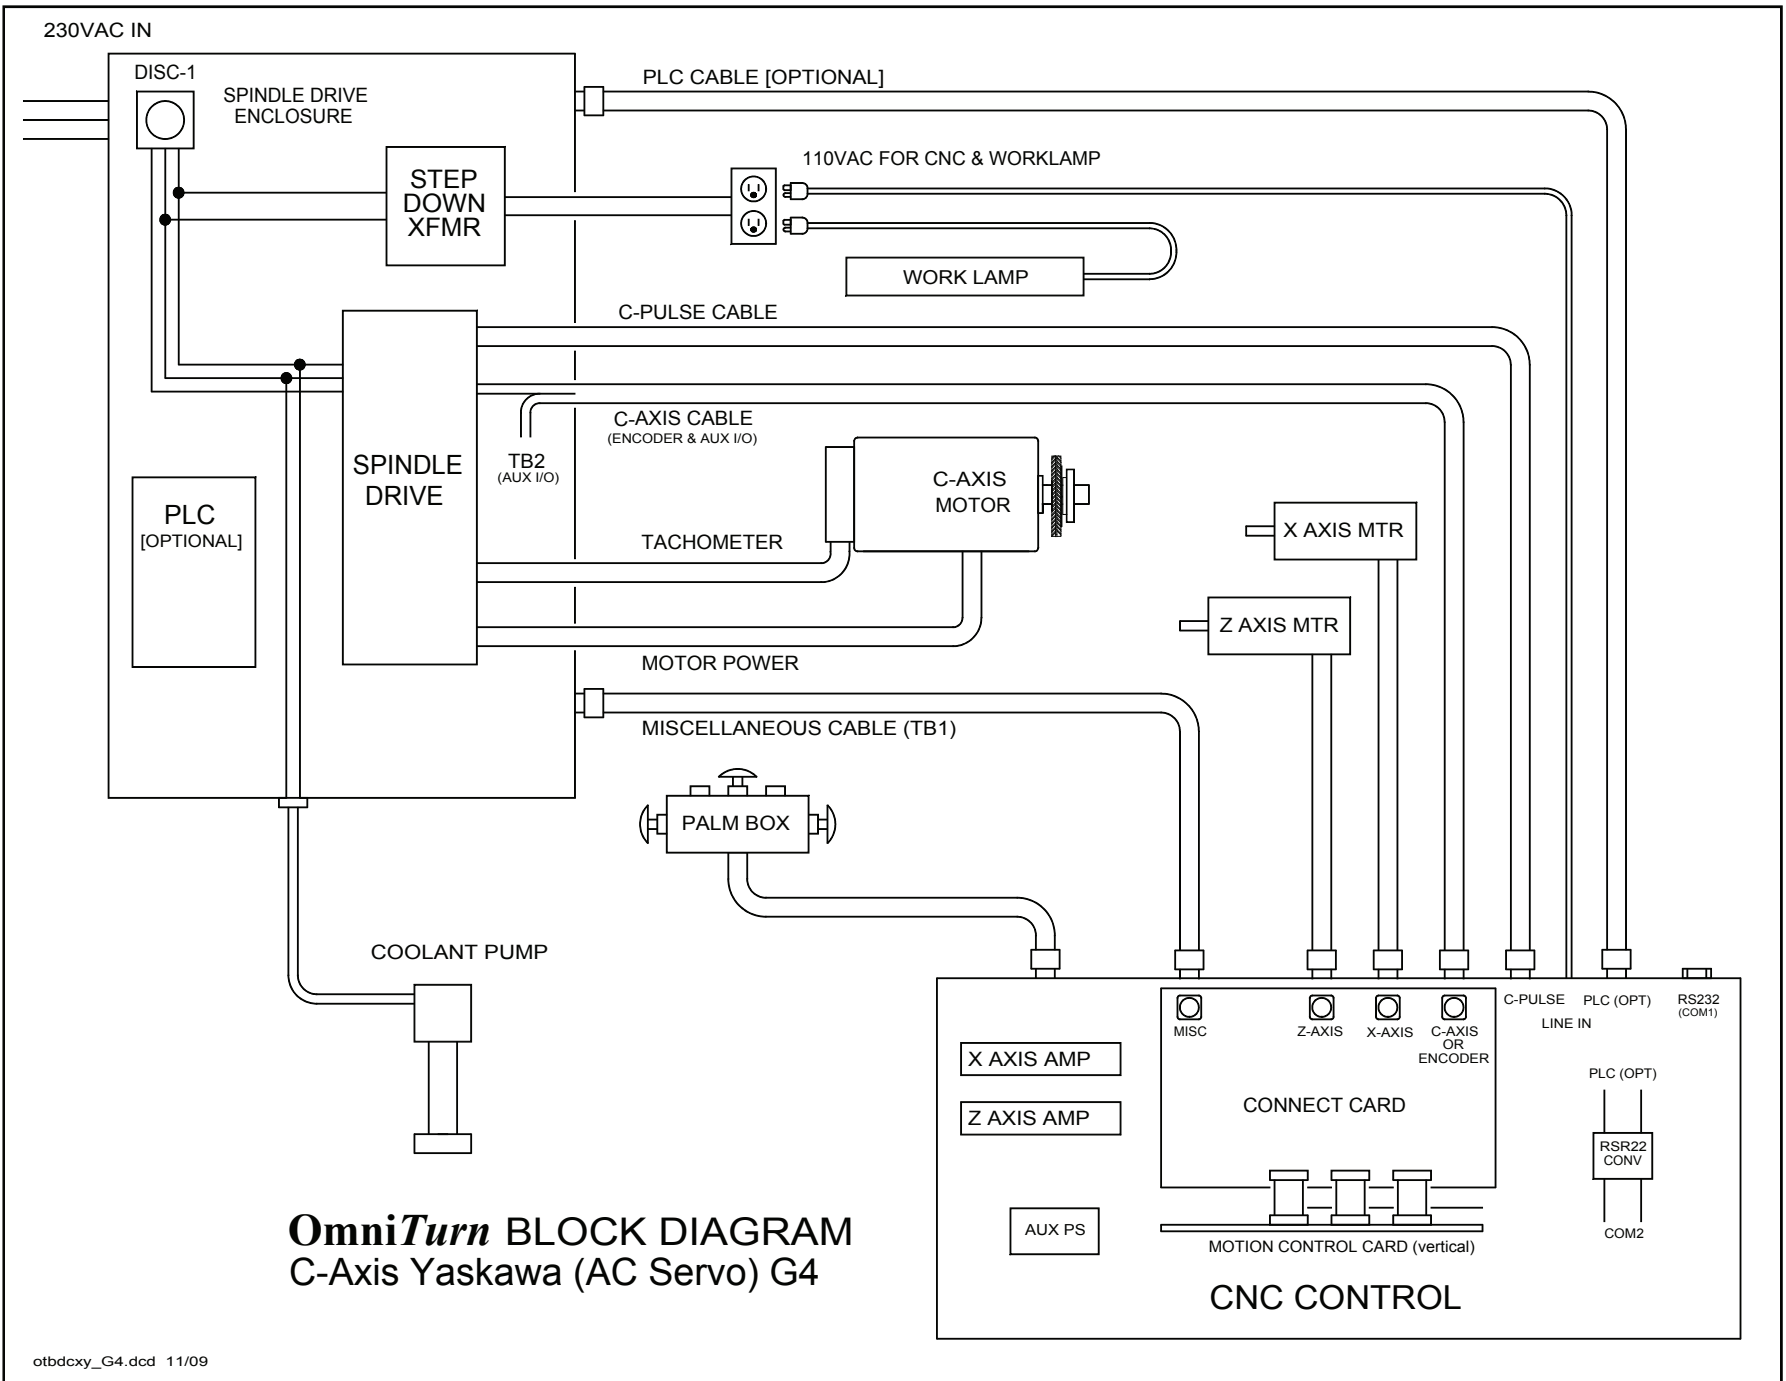 230VAC IN
DISC-1
SPINDLE DRIVE
ENCLOSURE
PLC CABLE [OPTIONAL]
STEP
DOWN
XFMR
110VAC FOR CNC & WORKLAMP
WORK LAMP
C-PULSE CABLE
C-AXIS CABLE
(ENCODER & AUX I/O)
TB2
(AUX I/O)
SPINDLE
DRIVE
PLC
[OPTIONAL]
C-AXIS
MOTOR
TACHOMETER
X AXIS MTR
Z AXIS MTR
MOTOR POWER
MISCELLANEOUS CABLE (TB1)
PALM BOX
COOLANT PUMP
MISC
Z-AXIS
X-AXIS
C-AXIS
OR
ENCODER
C-PULSE
LINE IN
PLC (OPT)
RS232
(COM1)
X AXIS AMP
Z AXIS AMP
CONNECT CARD
PLC (OPT)
RSR22
CONV
COM2
AUX PS
MOTION CONTROL CARD (vertical)
CNC CONTROL
OmniTurn BLOCK DIAGRAM
C-Axis Yaskawa (AC Servo) G4
otbdcxy_G4.dcd 11/09